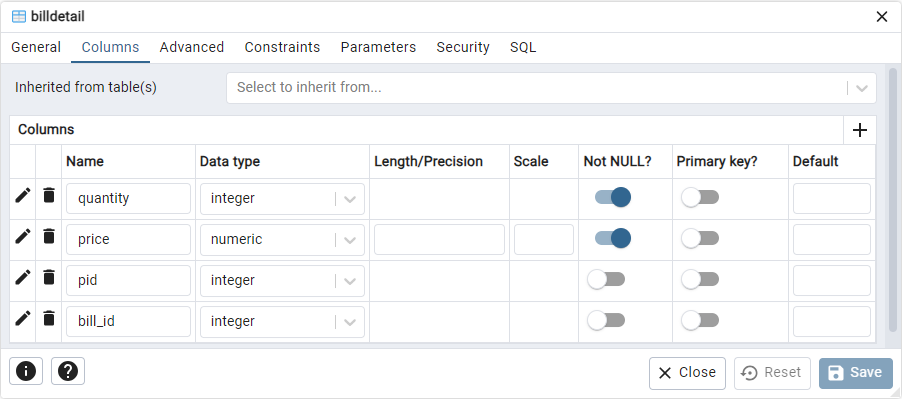 billdetail
General Columns Advanced Constraints Parameters Security SQL
Inherited from table(s) Select to inherit from...
Columns
Name Data type Length/Precision Scale Not NULL? Primary key? Default
quantity integer
price numeric
pid integer
bill_id integer
Close Reset Save